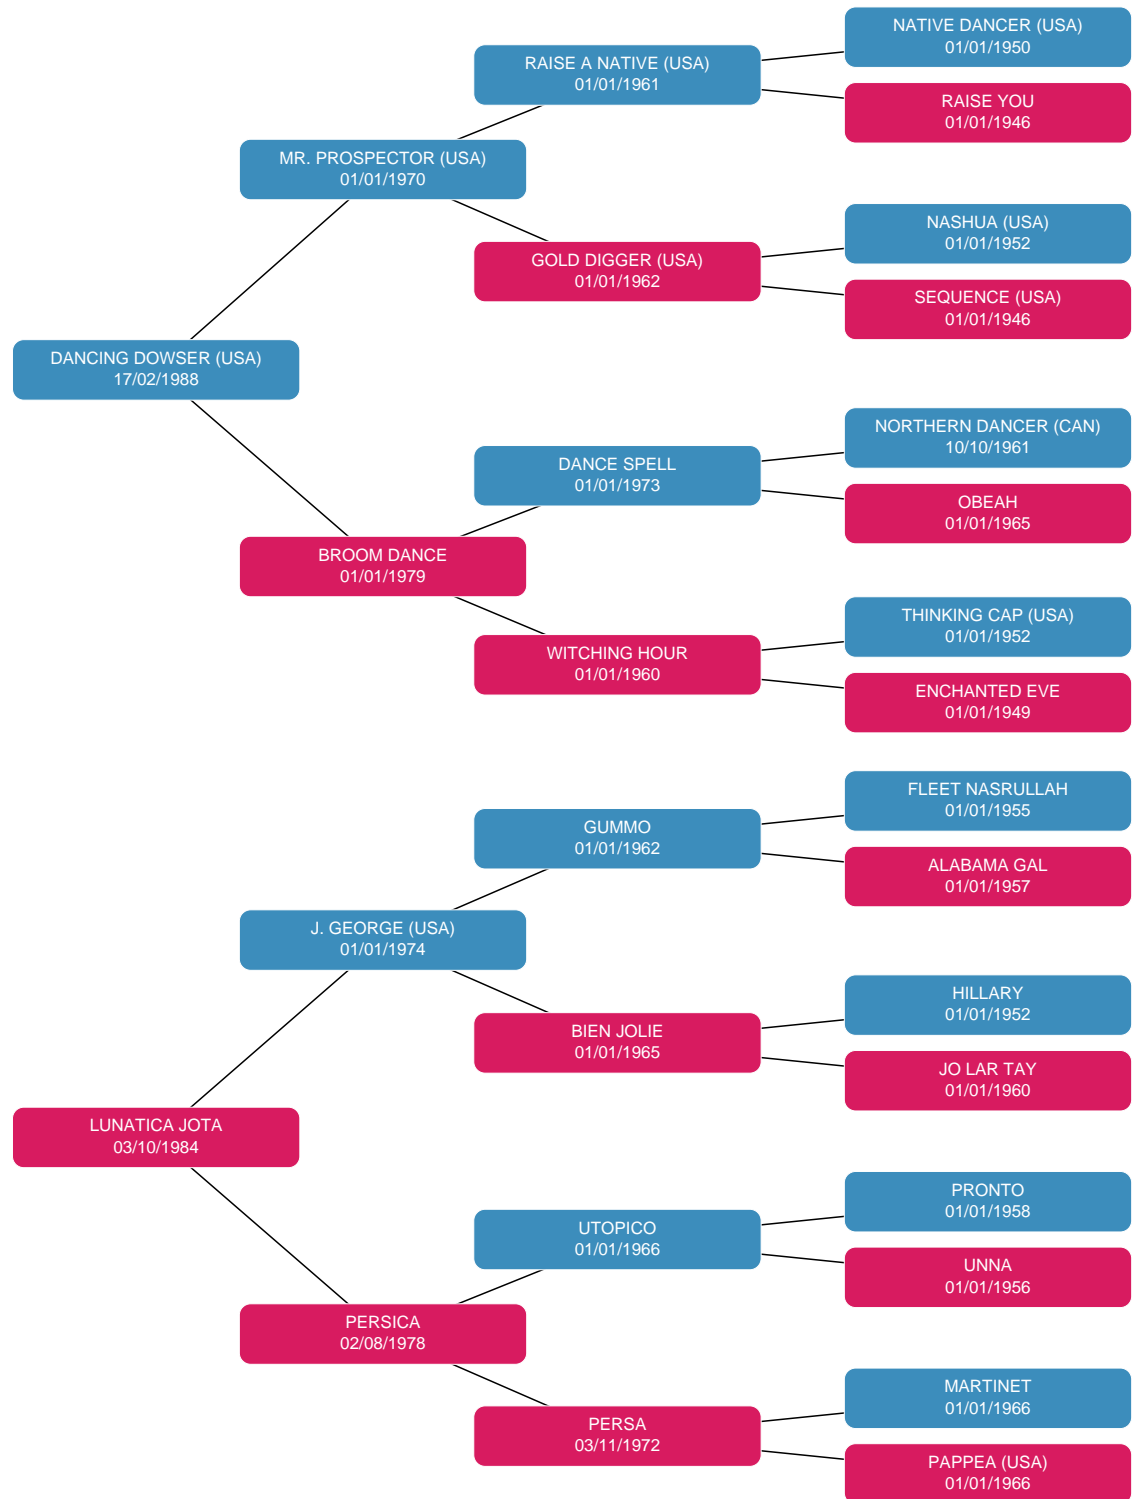 NATIVE DANCER (USA)
01/01/1950
RAISE A NATIVE (USA)
01/01/1961
RAISE YOU
01/01/1946
MR. PROSPECTOR (USA)
01/01/1970
NASHUA (USA)
01/01/1952
GOLD DIGGER (USA)
01/01/1962
SEQUENCE (USA)
01/01/1946
DANCING DOWSER (USA)
17/02/1988
NORTHERN DANCER (CAN)
10/10/1961
DANCE SPELL
01/01/1973
OBEAH
01/01/1965
BROOM DANCE
01/01/1979
THINKING CAP (USA)
01/01/1952
WITCHING HOUR
01/01/1960
ENCHANTED EVE
01/01/1949
FLEET NASRULLAH
01/01/1955
GUMMO
01/01/1962
ALABAMA GAL
01/01/1957
J. GEORGE (USA)
01/01/1974
HILLARY
01/01/1952
BIEN JOLIE
01/01/1965
JO LAR TAY
01/01/1960
LUNATICA JOTA
03/10/1984
PRONTO
01/01/1958
UTOPICO
01/01/1966
UNNA
01/01/1956
PERSICA
02/08/1978
MARTINET
01/01/1966
PERSA
03/11/1972
PAPPEA (USA)
01/01/1966